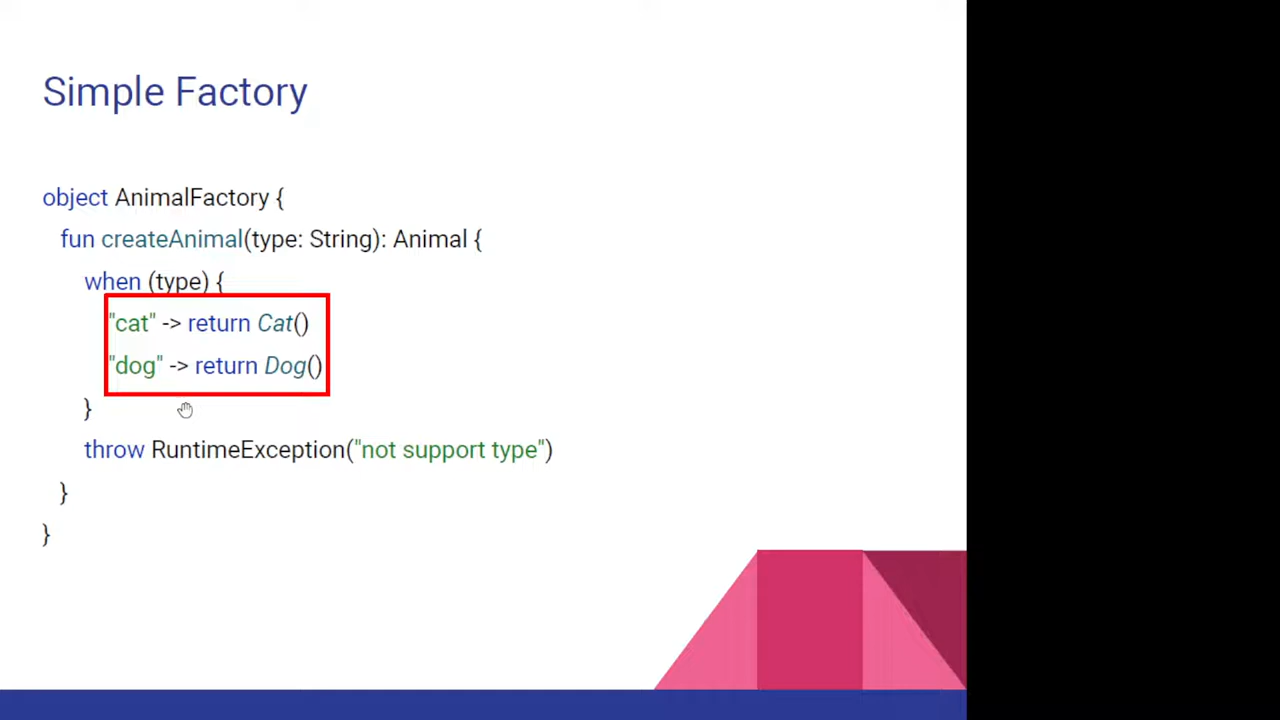 Simple Factory
object AnimalFactory {
fun createAnimal(type: String): Animal {
when (type) {
"cat" -> return Cat()
"dog" -> return Dog()
}
throw RuntimeException("not support type")
}
}